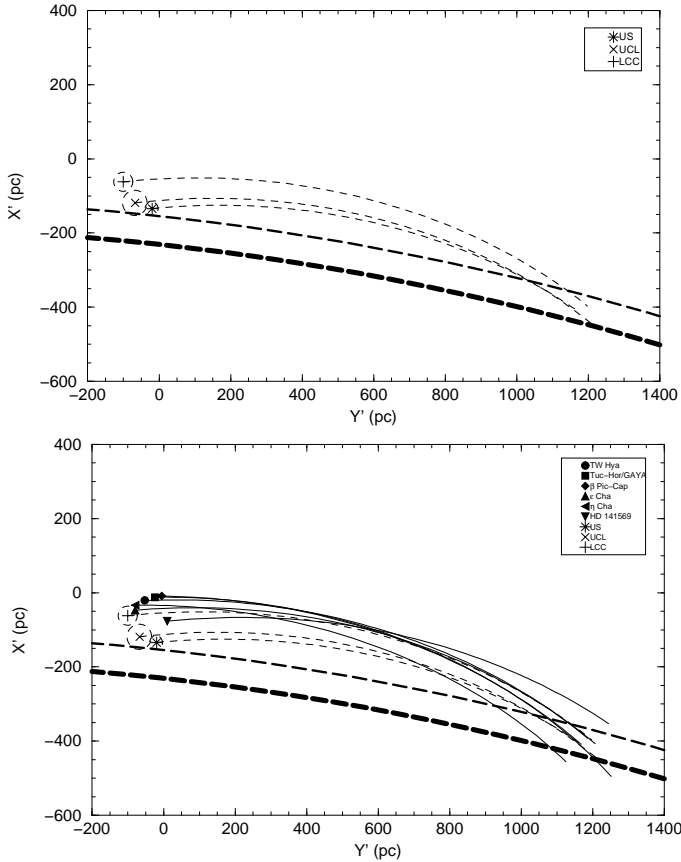 400
200
0
−200
−400
−600
X' (pc)
US
UCL
LCC
−200 0 200 400 600 800 1000 1200 1400
Y' (pc)
400
200
0
−200
−400
−600
X' (pc)
TW Hya
Tuc−Hor/GAYA
β Pic−Cap
ε Cha
η Cha
HD 141569
US
UCL
LCC
−200 0 200 400 600 800 1000 1200 1400
Y' (pc)